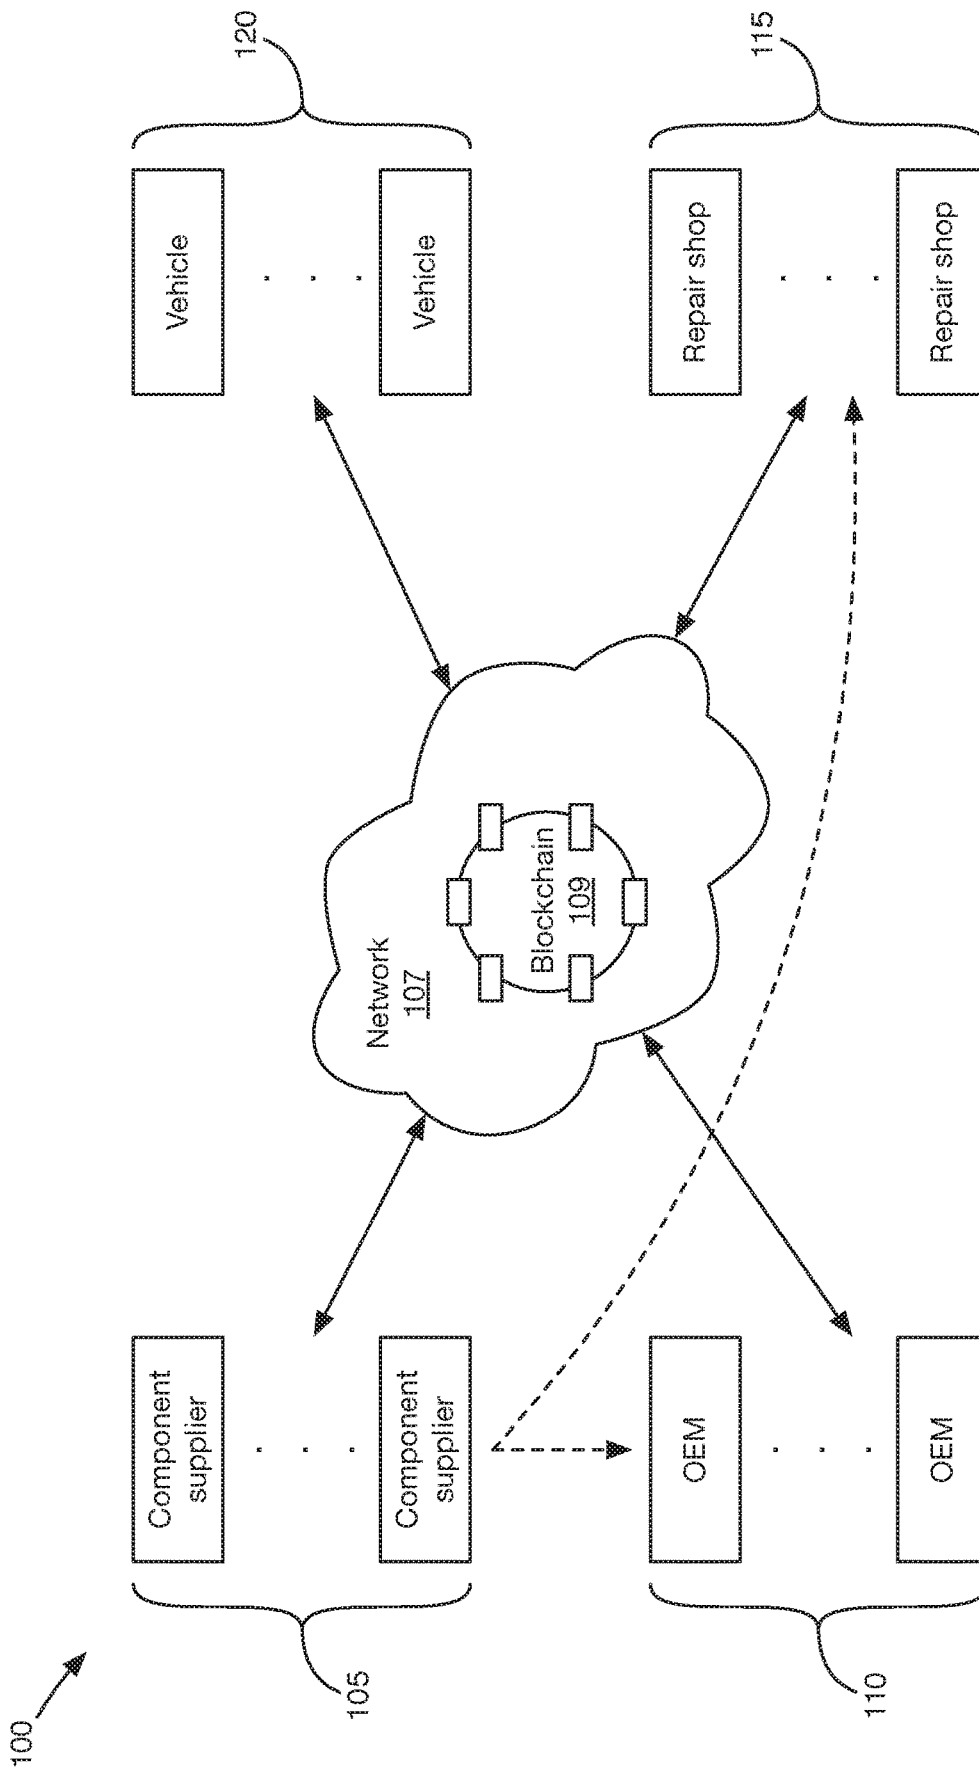 100
105
Component
supplier
Component
supplier
110
OEM
OEM
Network
107
Blockchain
109
120
Vehicle
Vehicle
115
Repair shop
Repair shop